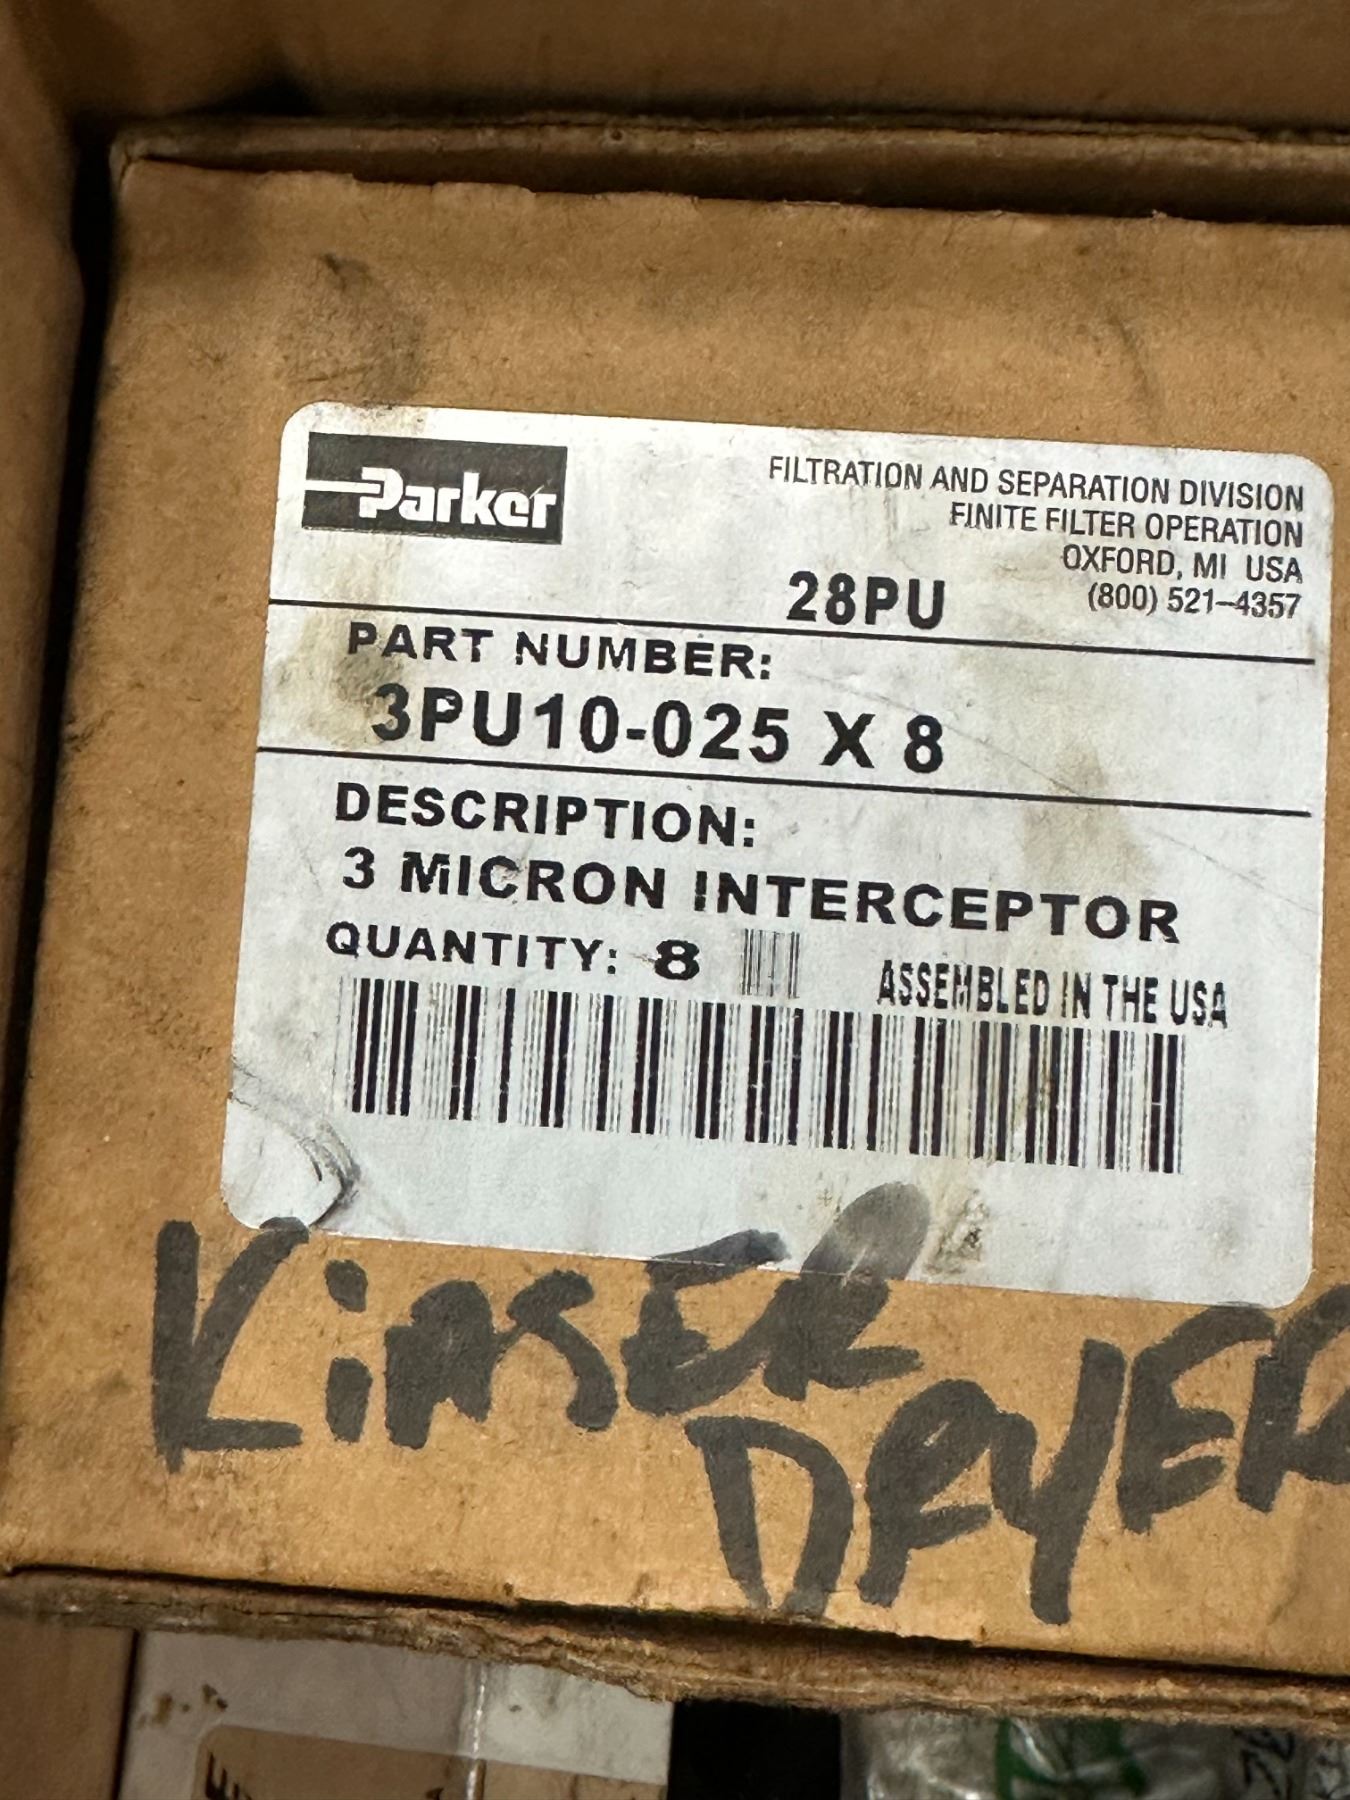 Parker
FILTRATION AND SEPARATION DIVISION
FINITE FILTER OPERATION
OXFORD, MI USA
(800) 521-4357
28PU
PART NUMBER:
3PU10-025 X 8
DESCRIPTION:
3 MICRON INTERCEPTOR
QUANTITY: 8
ASSEMBLED IN THE USA
KiNSER
DRYER